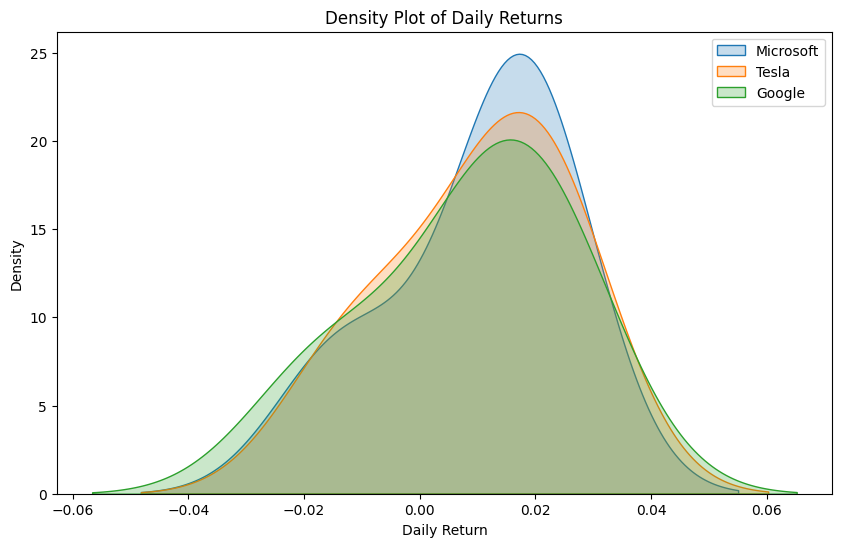 Density Plot of Daily Returns
Microsoft
Tesla
Google
25
20
15
10
5
0
Density
−0.06
−0.04
−0.02
0.00
0.02
0.04
0.06
Daily Return